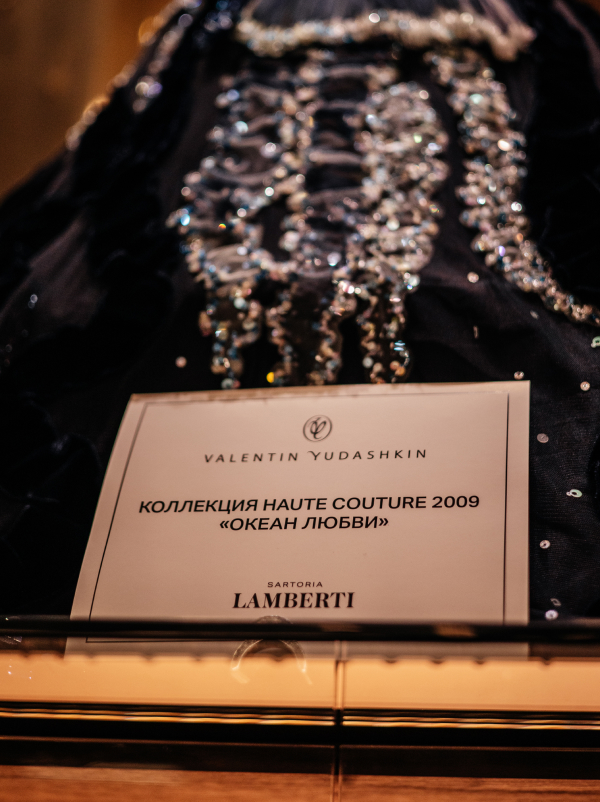 VALENTIN YUDASHKIN
КОЛЛЕКЦИЯ HAUTE COUTURE 2009
«ОКЕАН ЛЮБВИ»
SARTORIA
LAMBERTI